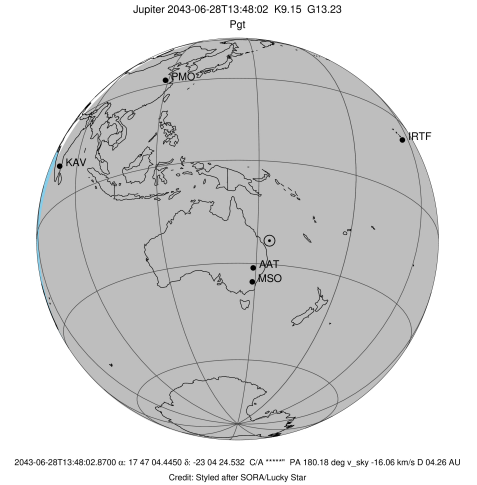 Jupiter 2043-06-28T13:48:02 K9.15 G13.23
Pgt
PMO
IRTF
KAV
AAT
MSO
2043-06-28T13:48:02.8700 α: 17 47 04.4450 δ: -23 04 24.532 C/A *****" PA 180.18 deg v_sky -16.06 km/s D 04.26 AU
Credit: Styled after SORA/Lucky Star